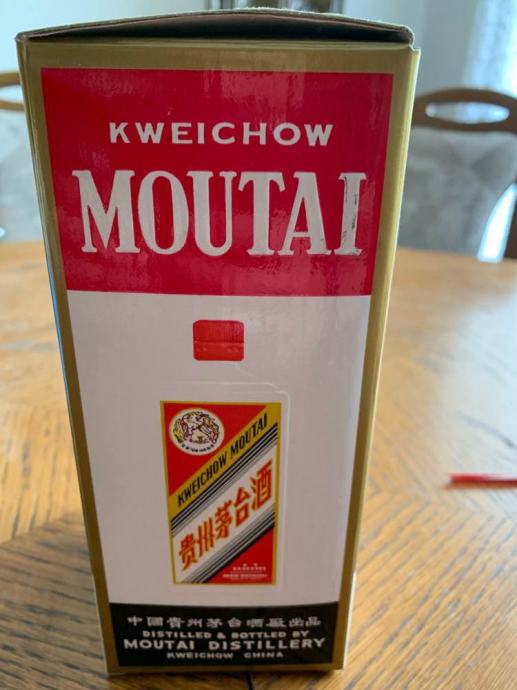 KWEICHOW
MOUTAI
KWEICHOW MOUTAI
贵州茅台酒
中國貴州茅台酒廠出品
DISTILLED & BOTTLED BY
MOUTAI DISTILLERY
KWEICHOW CHINA